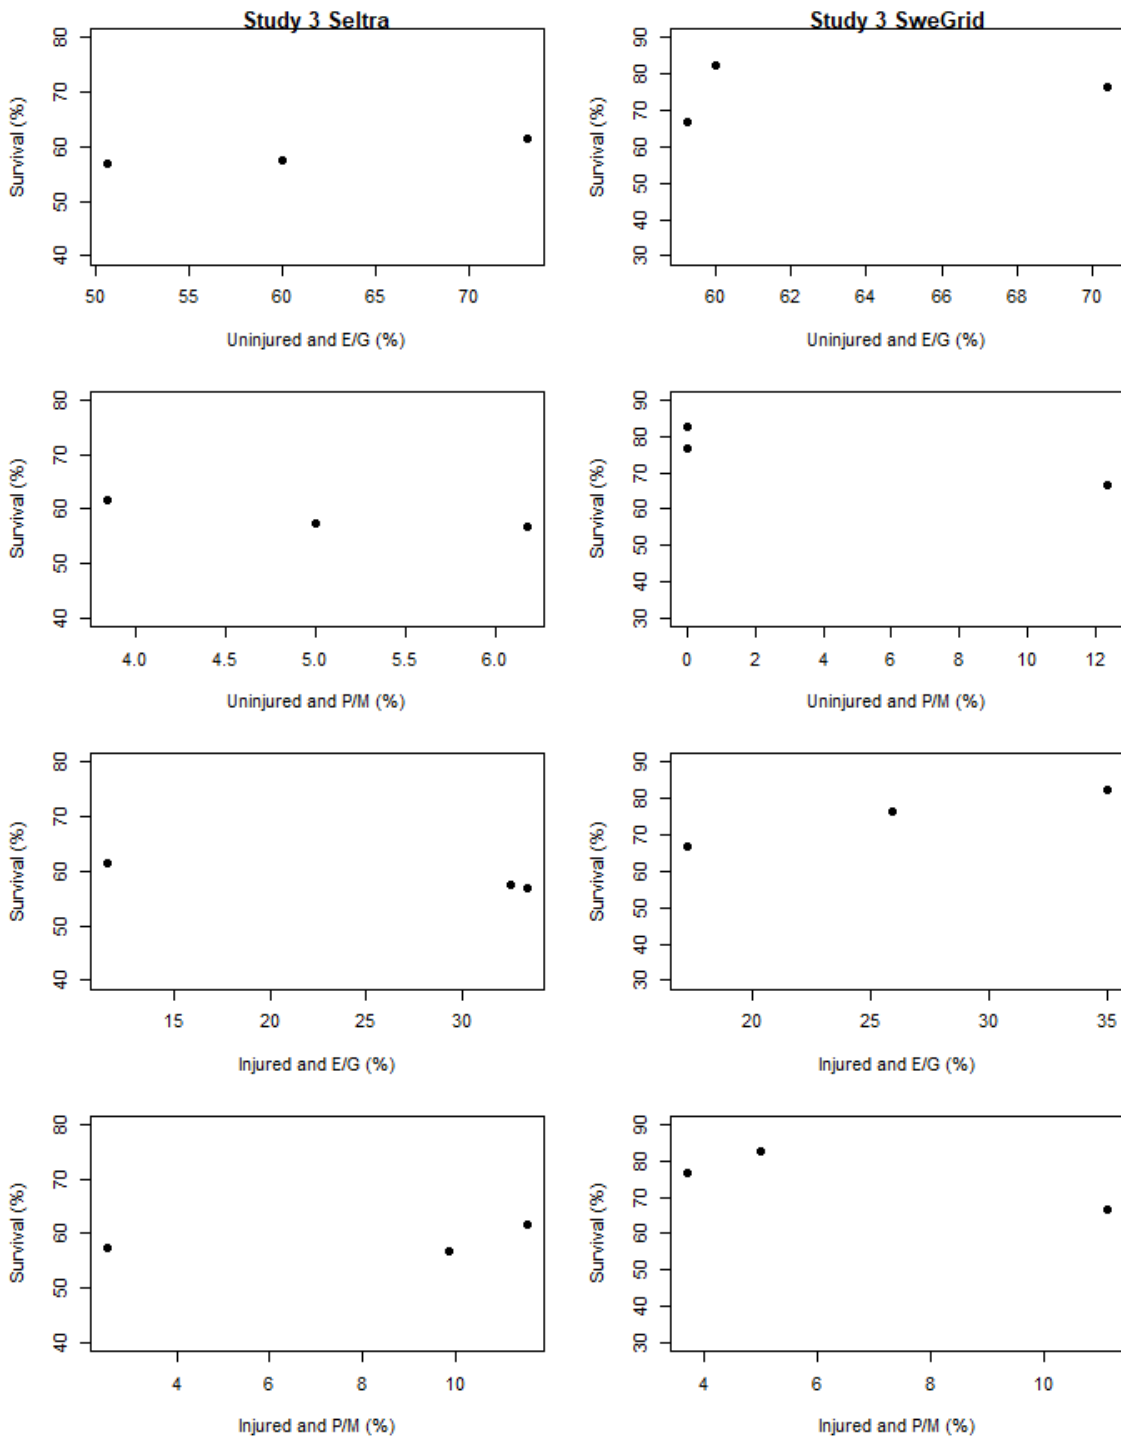 Study 3 Seltra
Study 3 SweGrid
80
70
60
50
40
Survival (%)
50 55 60 65 70
Uninjured and E/G (%)
90
80
70
60
50
40
30
Survival (%)
60 62 64 66 68 70
Uninjured and E/G (%)
80
70
60
50
40
Survival (%)
4.0 4.5 5.0 5.5 6.0
Uninjured and P/M (%)
90
80
70
60
50
40
30
Survival (%)
0 2 4 6 8 10 12
Uninjured and P/M (%)
80
70
60
50
40
Survival (%)
15 20 25 30
Injured and E/G (%)
90
80
70
60
50
40
30
Survival (%)
20 25 30 35
Injured and E/G (%)
80
70
60
50
40
Survival (%)
4 6 8 10
Injured and P/M (%)
90
80
70
60
50
40
30
Survival (%)
4 6 8 10
Injured and P/M (%)